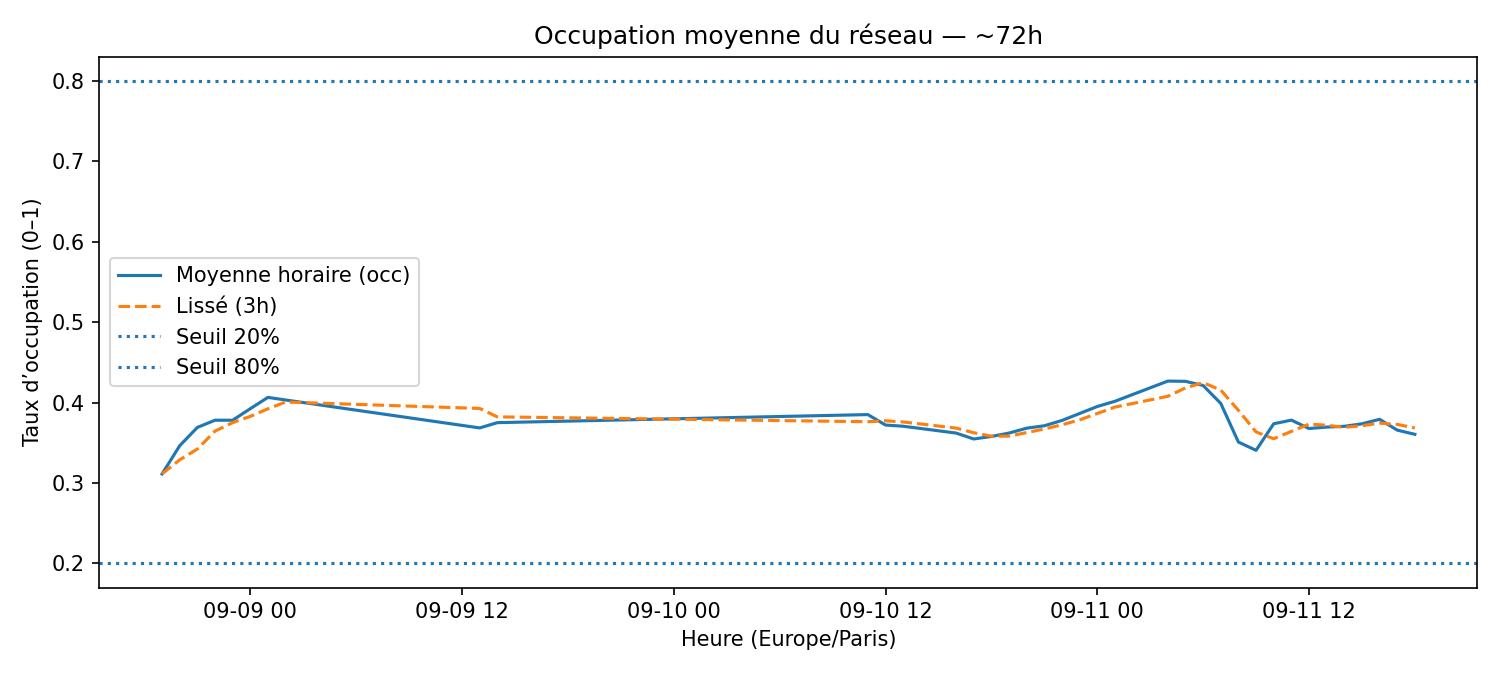 Occupation moyenne du réseau — ~72h
Taux d’occupation (0–1)
0.8
0.7
0.6
0.5
0.4
0.3
0.2
Moyenne horaire (occ)
Lissé (3h)
Seuil 20%
Seuil 80%
09-09 00
09-09 12
09-10 00
09-10 12
09-11 00
09-11 12
Heure (Europe/Paris)